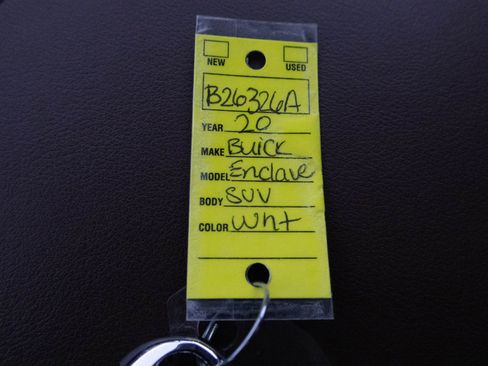 NEW USED
B26326A
YEAR 20
MAKE Buick
MODEL Enclave
BODY SUV
COLOR Wht